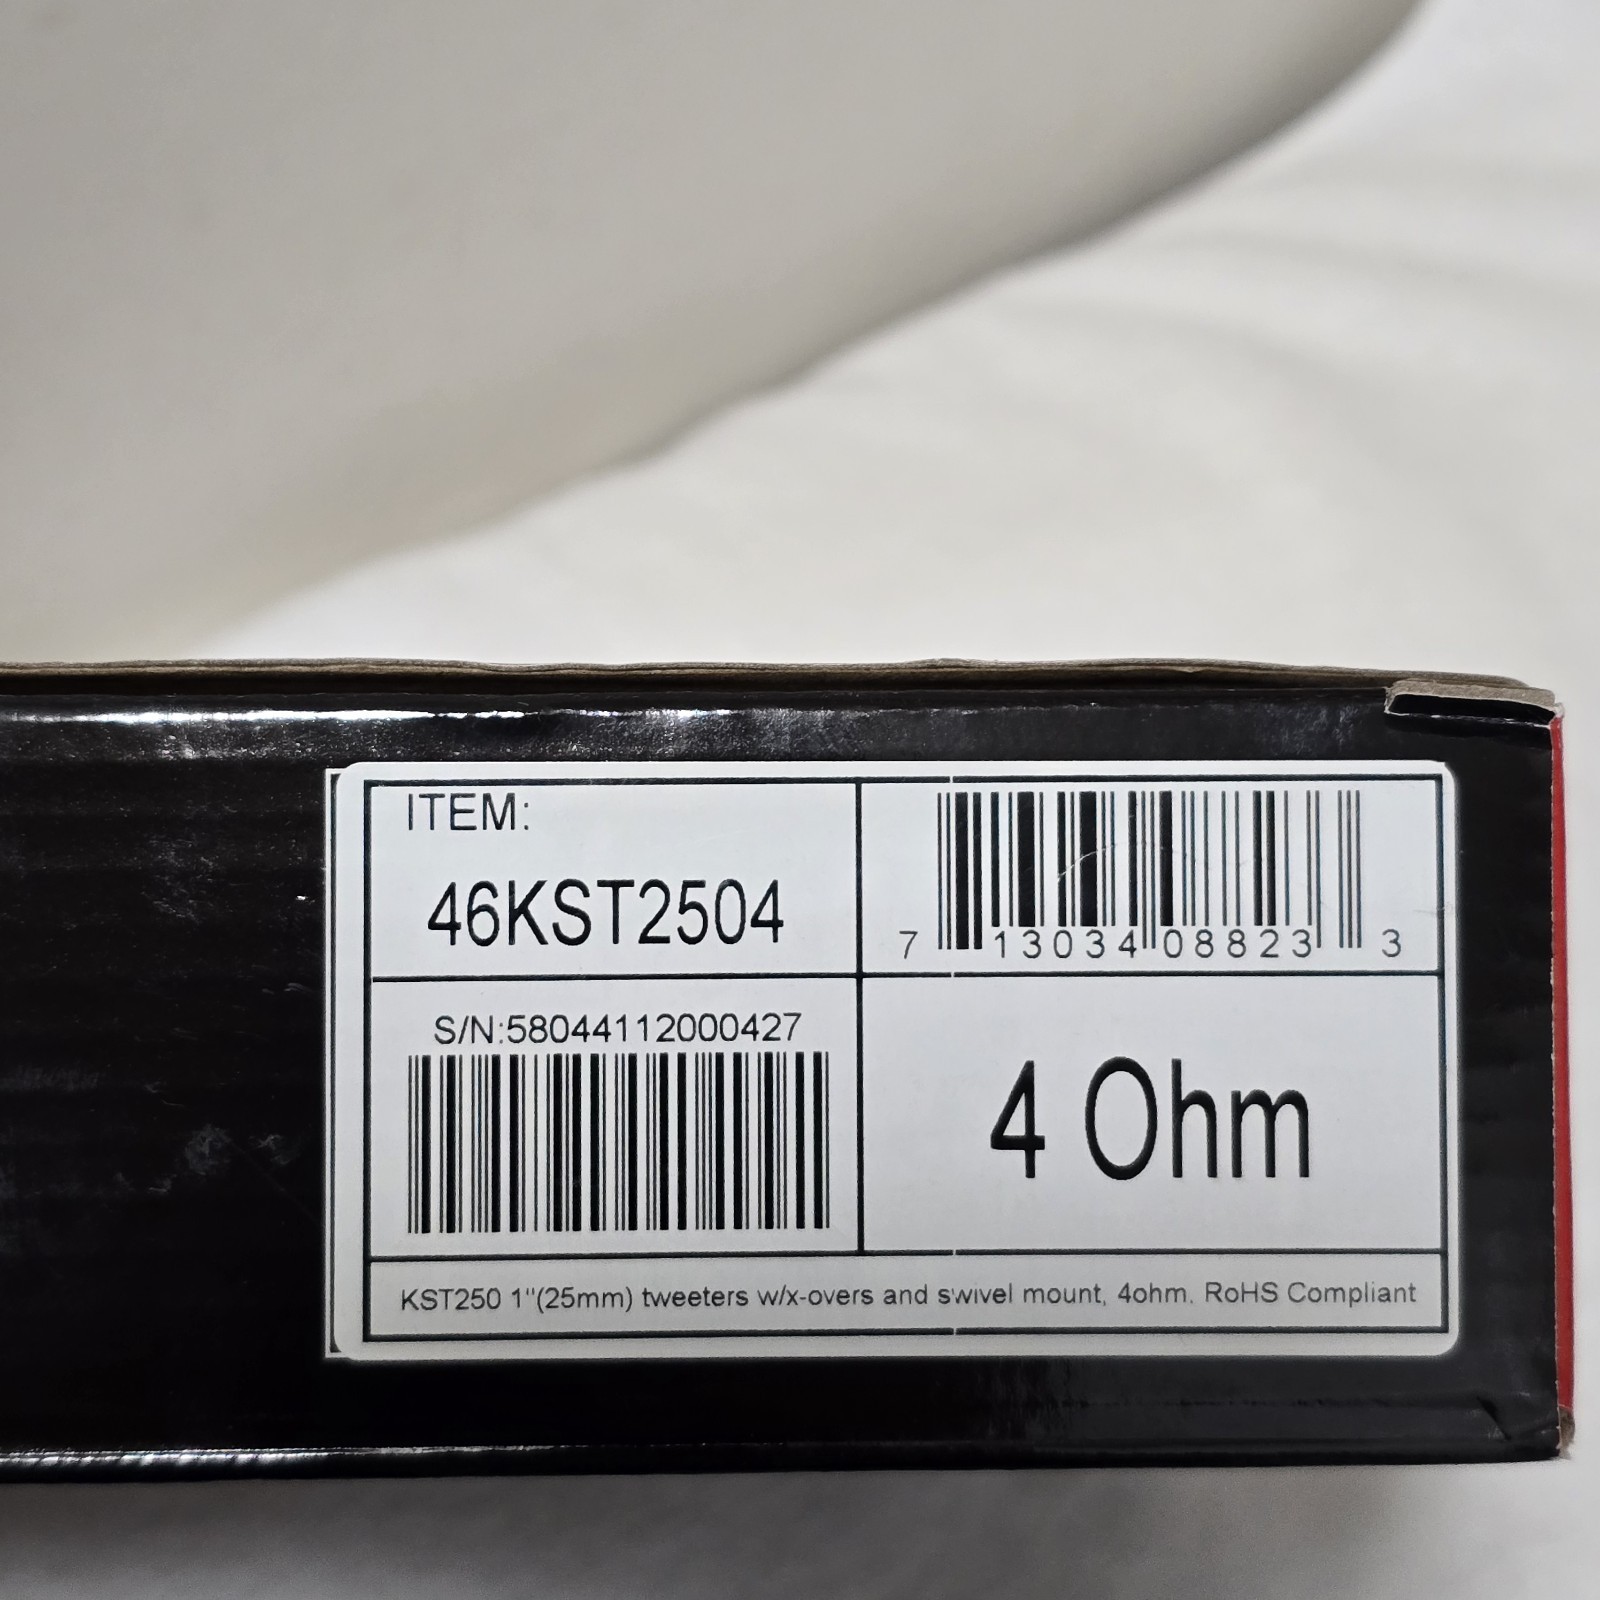 ITEM:
46KST2504
7 13034 08823 3
S/N:58044112000427
4 Ohm
KST250 1"(25mm) tweeters w/x-overs and swivel mount, 4ohm. RoHS Compliant